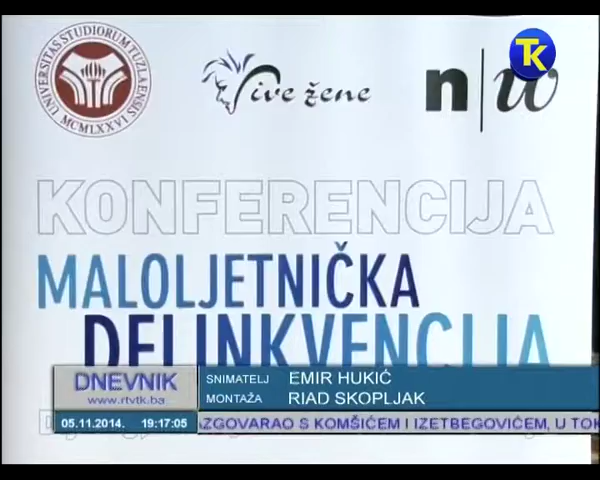 UNIVERSITAS STUDIORUM TUZLAENSIS
MCMLXXVI
Vive žene
n|w
TK
KONFERENCIJA
MALOLJETNIČKA
DELINKVENCIJA
DNEVNIK
www.rtvtk.ba
SNIMATELJ EMIR HUKIĆ
MONTAŽA RIAD SKOPLJAK
05.11.2014. 19:17:05
AZGOVARAO S KOMŠIĆEM I IZETBEGOVIĆEM, U TOK